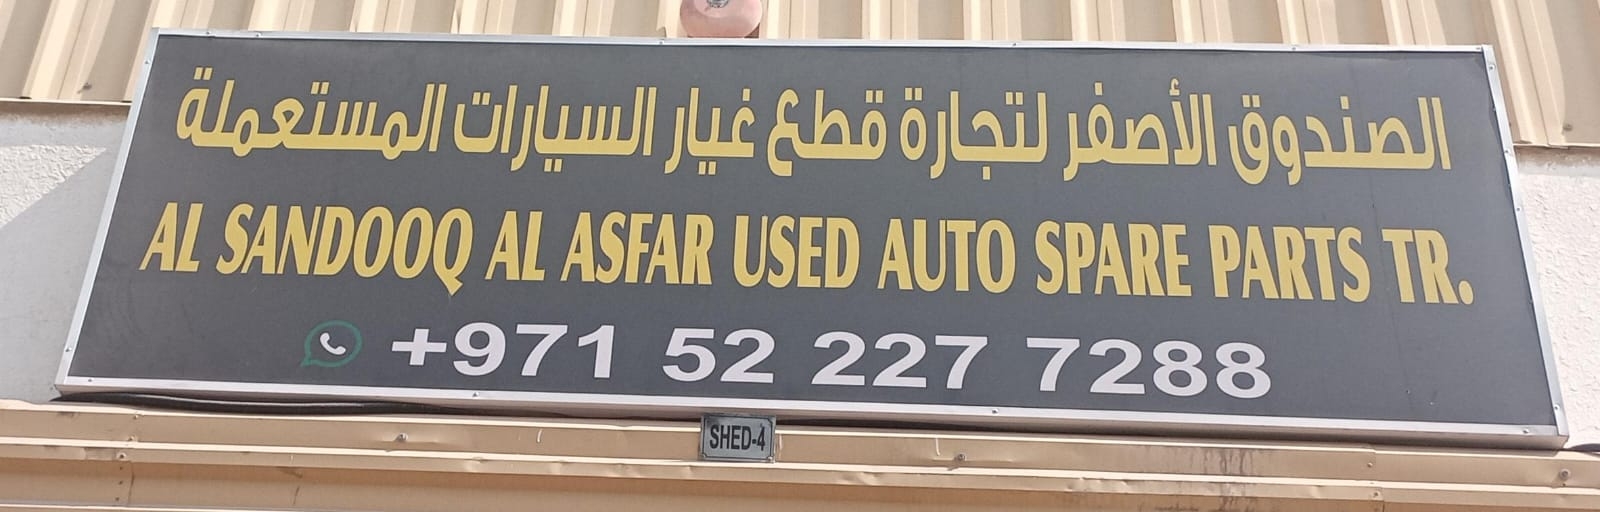 الصندوق الأصفر لتجارة قطع غيار السيارات المستعملة
AL SANDOOQ AL ASFAR USED AUTO SPARE PARTS TR.
+971 52 227 7288
SHED-4